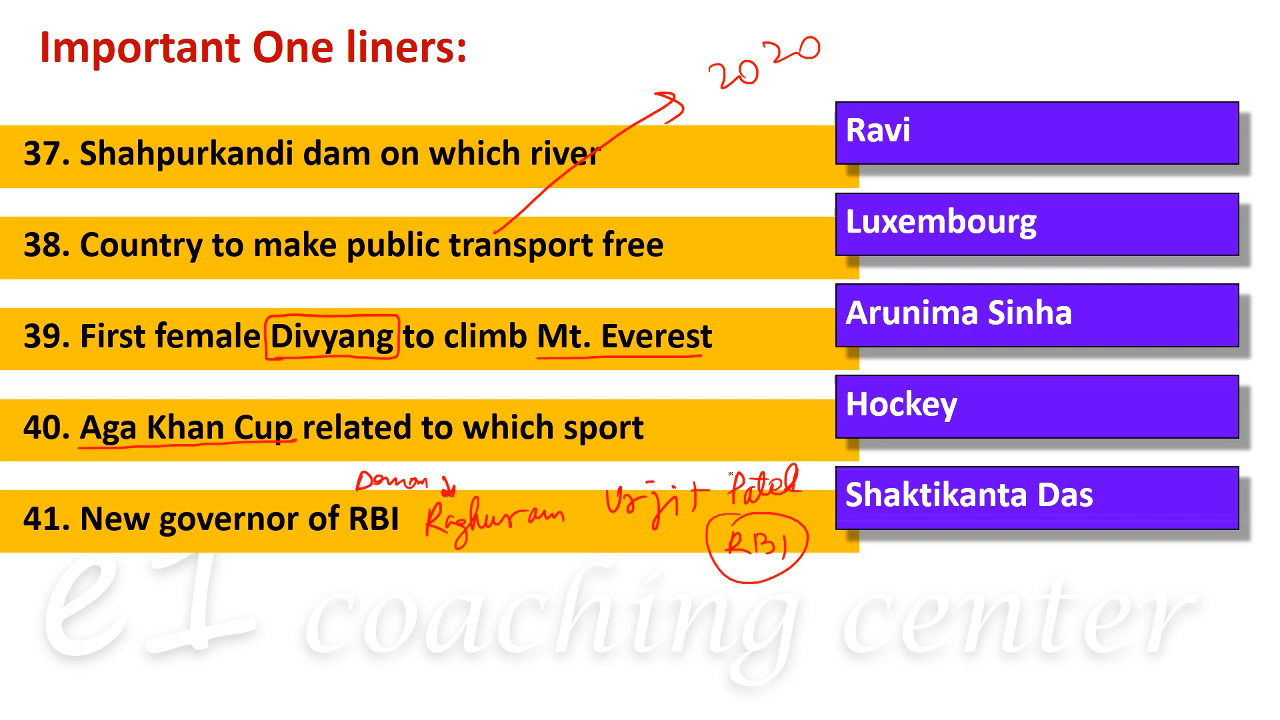 Important One liners:
2020
37. Shahpurkandi dam on which river
Ravi
38. Country to make public transport free
Luxembourg
39. First female Divyang to climb Mt. Everest
Arunima Sinha
40. Aga Khan Cup related to which sport
Hockey
Demon
Urjit Patel
41. New governor of RBI
Raghuram
RBI
Shaktikanta Das
e1 coaching center